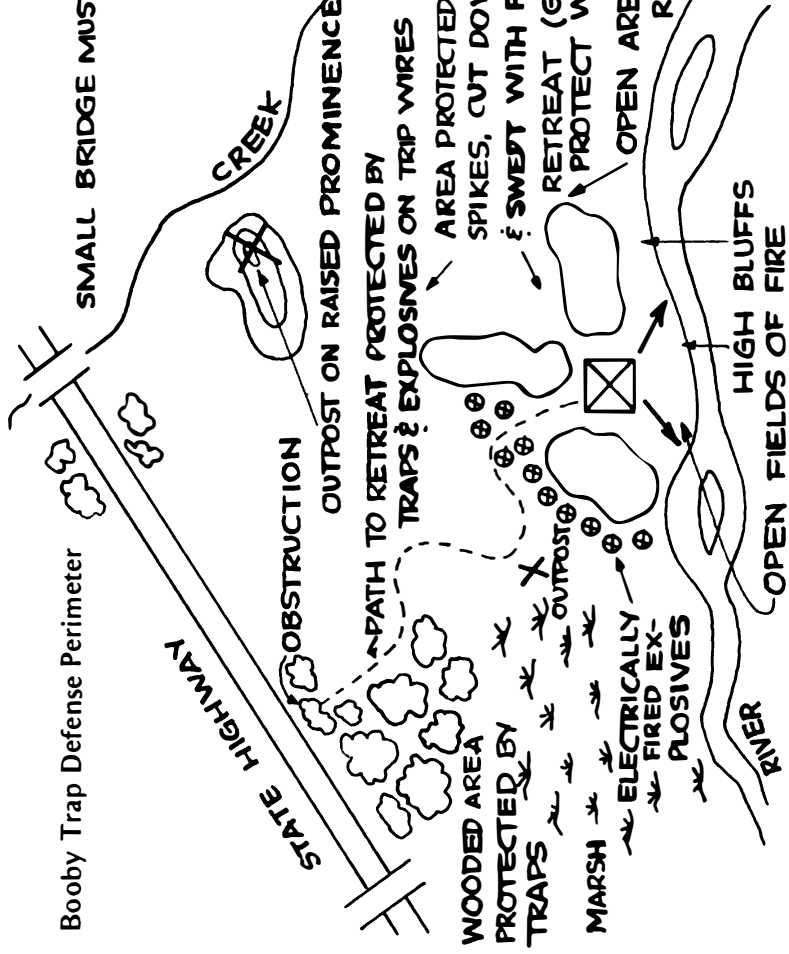 Booby Trap Defense Perimeter
SMALL BRIDGE MUS
CREEK
STATE HIGHWAY
OBSTRUCTION
OUTPOST ON RAISED PROMINENCE
PATH TO RETREAT PROTECTED BY
TRAPS & EXPLOSIVES ON TRIP WIRES
AREA PROTECTED
SPIKES, CUT DOW
& SWEPT WITH F
RETREAT (G
PROTECT W
OPEN ARE
R
WOODED AREA
PROTECTED BY
TRAPS
OUTPOST
MARSH
ELECTRICALLY
FIRED EX-
PLOSIVES
HIGH BLUFFS
OPEN FIELDS OF FIRE
RIVER